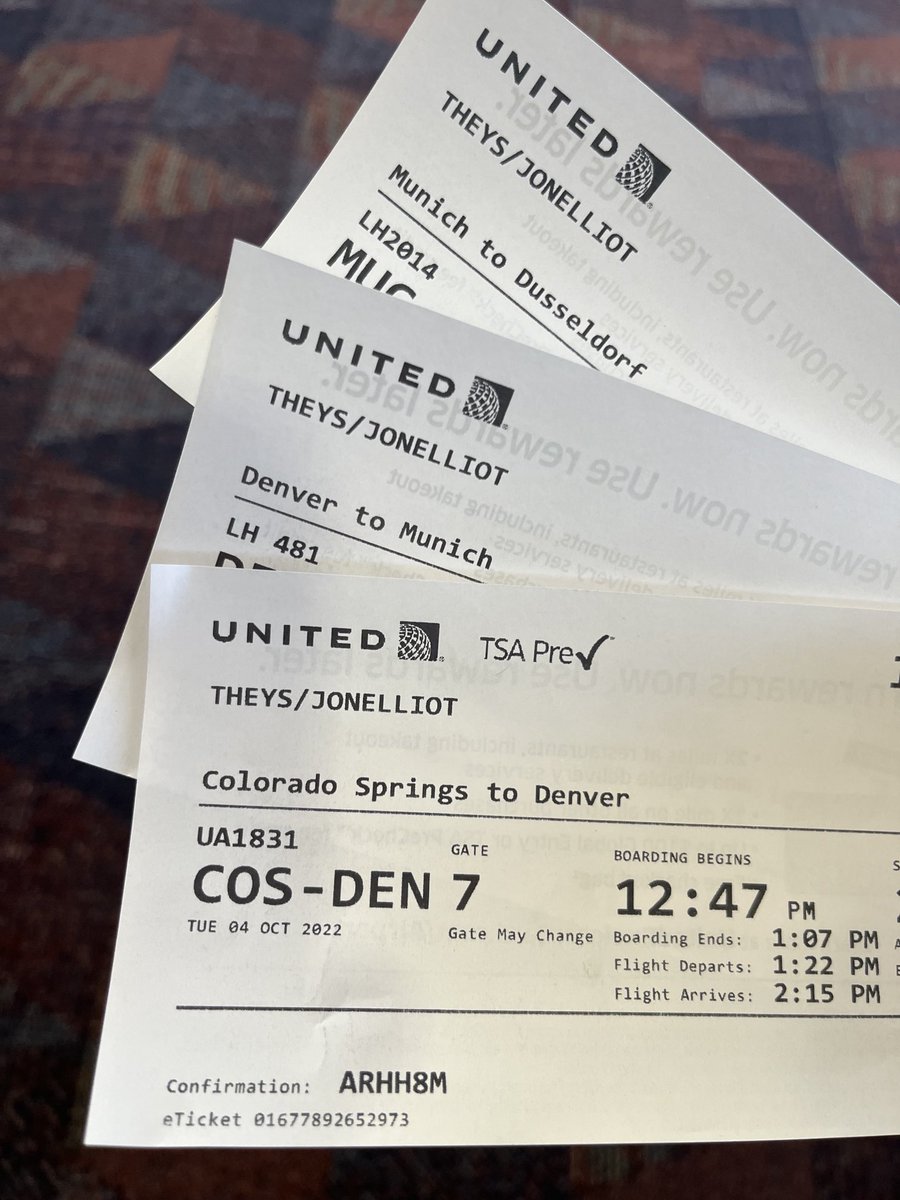 UNITED
THEYS/JONELLIOT
Munich to Dusseldorf
LH2014
MUC
UNITED
THEYS/JONELLIOT
Denver to Munich
LH 481
UNITED TSA Pre✓™
THEYS/JONELLIOT
Colorado Springs to Denver
UA1831
GATE
BOARDING BEGINS
COS-DEN 7 12:47 PM
TUE 04 OCT 2022
Gate May Change
Boarding Ends: 1:07 PM
Flight Departs: 1:22 PM
Flight Arrives: 2:15 PM
Confirmation: ARHH8M
eTicket 01677892652973